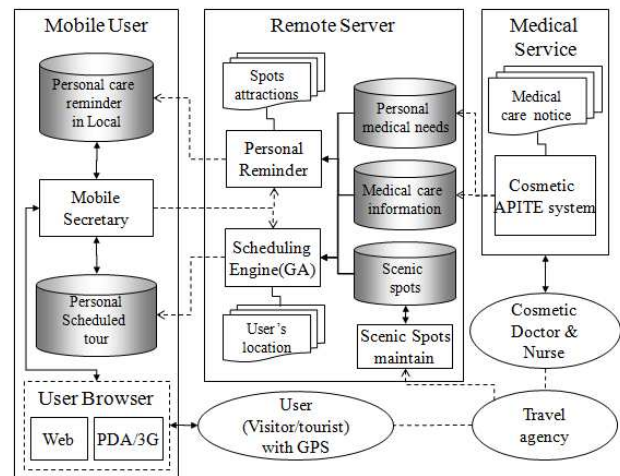 Mobile User
Personal care
reminder
in Local
Mobile
Secretary
Personal
Scheduled
tour
User Browser
Web
PDA/3G
Remote Server
Spots
attractions
Personal
Reminder
Scheduling
Engine(GA)
User's
location
Personal
medical needs
Medical care
information
Scenic
spots
Scenic Spots
maintain
Medical
Service
Medical
care notice
Cosmetic
APITE system
Cosmetic
Doctor &
Nurse
User
(Visitor/tourist)
with GPS
Travel
agency